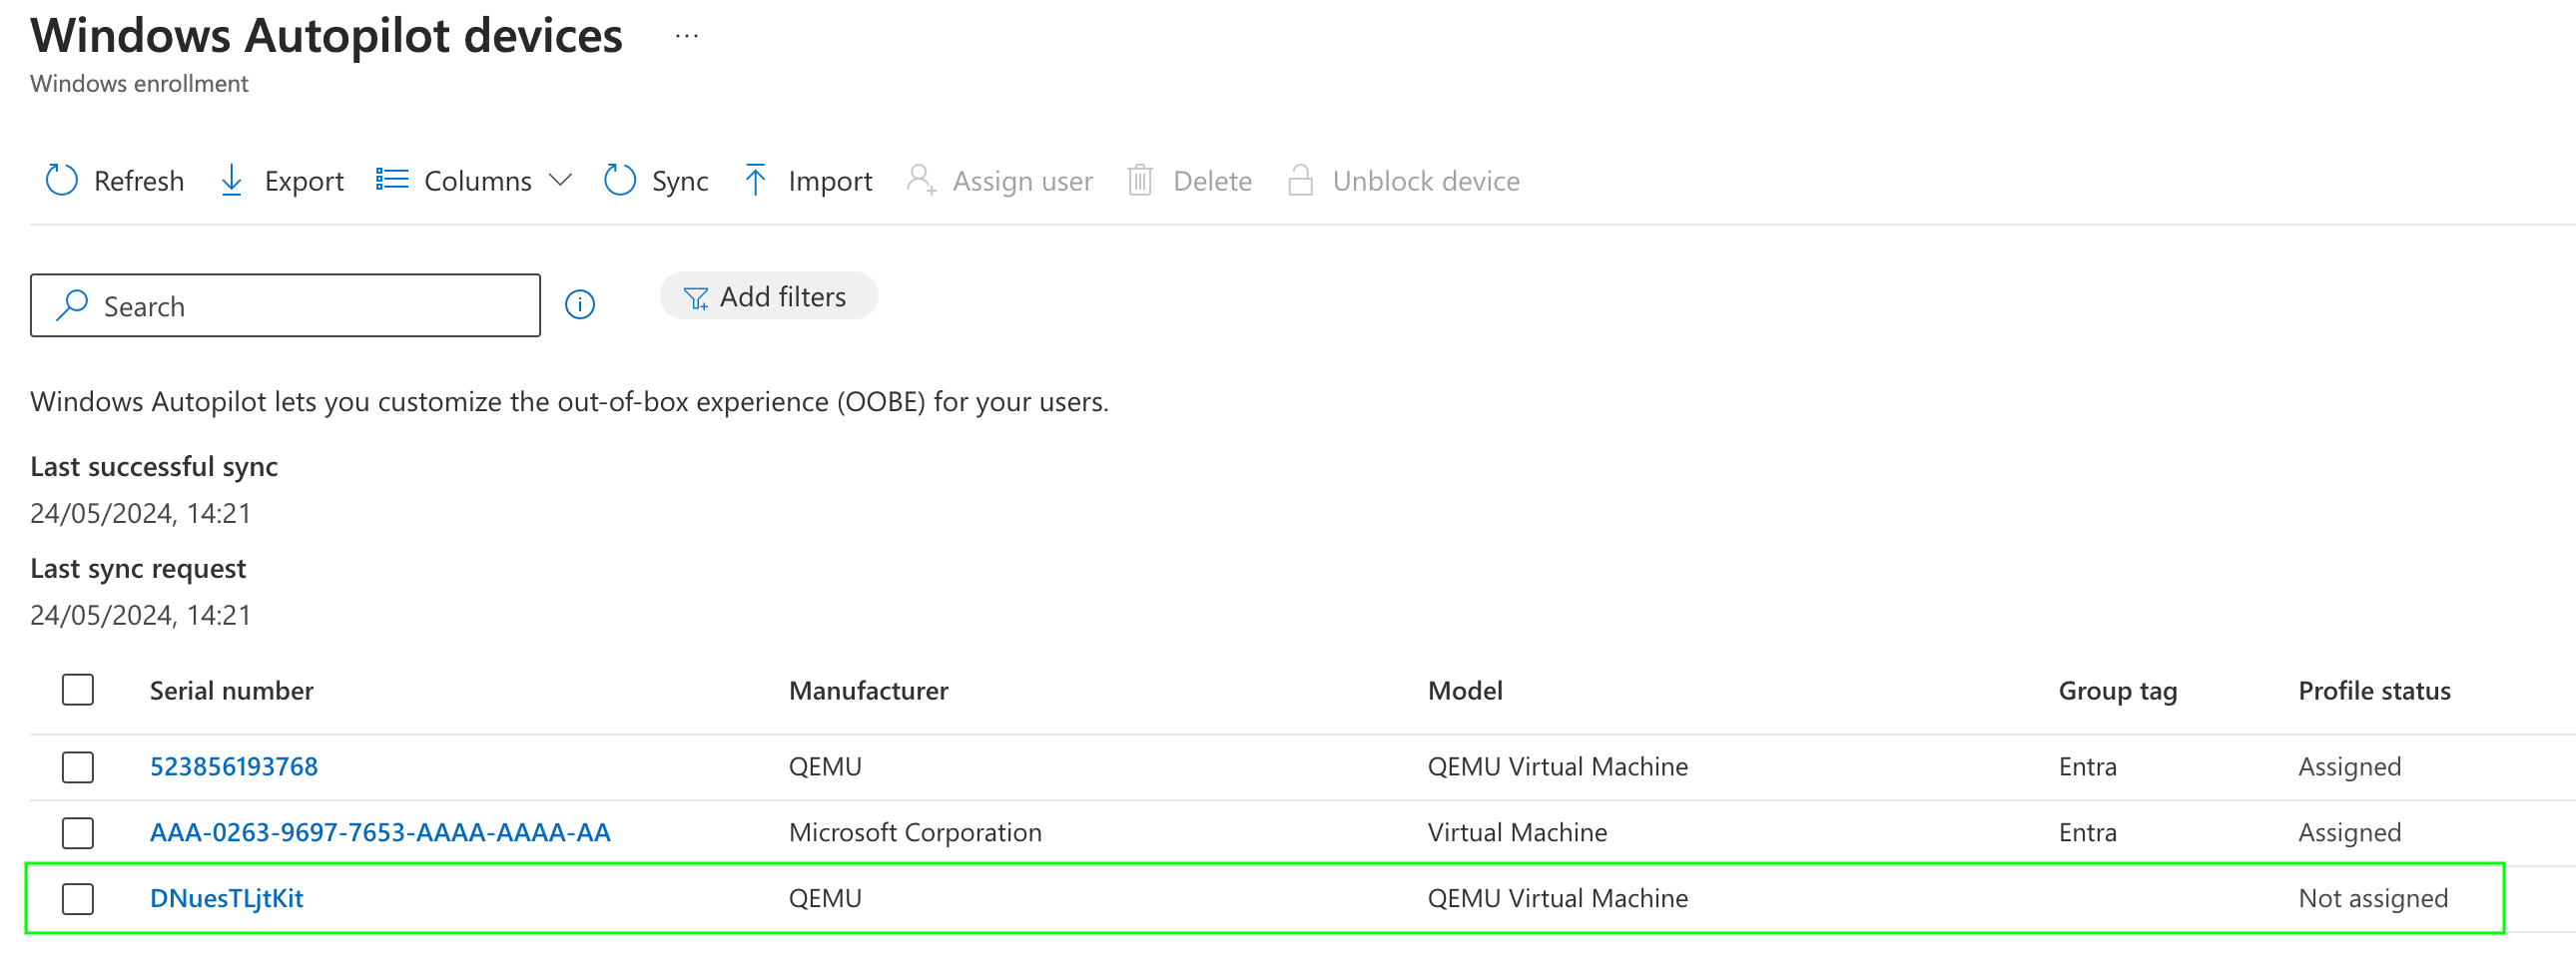 Windows Autopilot devices ...
Windows enrollment
Refresh Export Columns Sync Import Assign user Delete Unblock device
Search Add filters
Windows Autopilot lets you customize the out-of-box experience (OOBE) for your users.
Last successful sync
24/05/2024, 14:21
Last sync request
24/05/2024, 14:21
Serial number Manufacturer Model Group tag Profile status
523856193768 QEMU QEMU Virtual Machine Entra Assigned
AAA-0263-9697-7653-AAAA-AAAA-AA Microsoft Corporation Virtual Machine Entra Assigned
DNuesTLjtKit QEMU QEMU Virtual Machine Not assigned